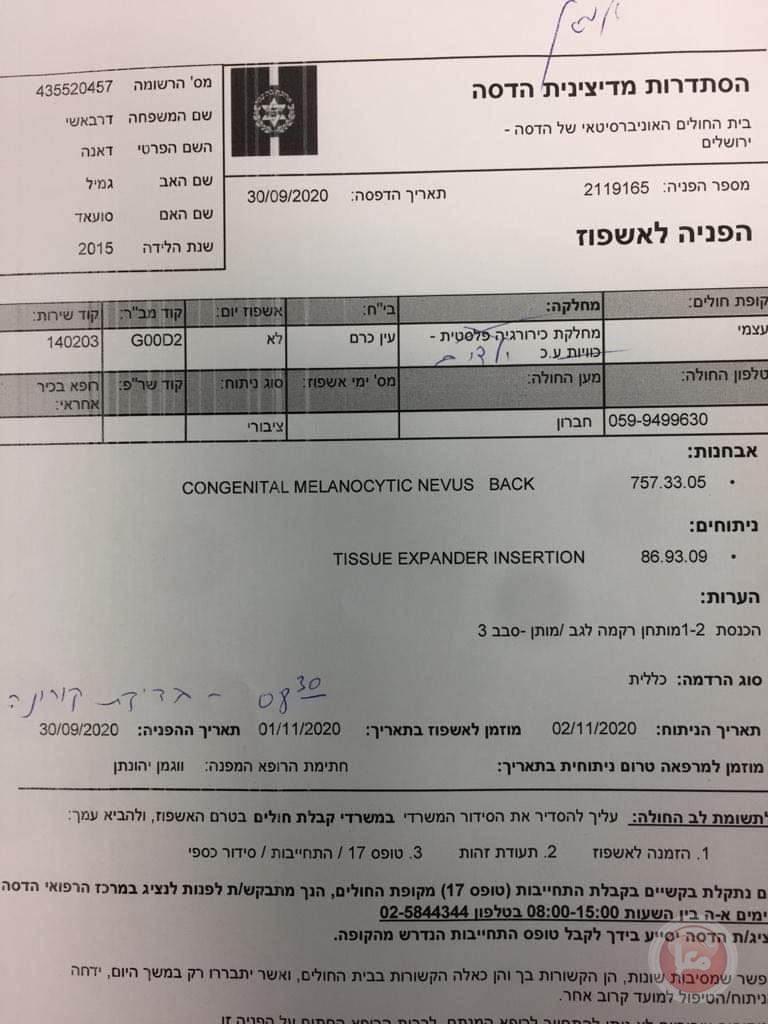 הסתדרות מדיצינית הדסה
בית החולים האוניברסיטאי של הדסה -
ירושלים
מס' הרשומה 435520457
שם המשפחה דרבאשי
השם הפרטי דאנה
שם האב גמיל
שם האם סועאד
שנת הלידה 2015
מספר הפניה: 2119165 תאריך הדפסה: 30/09/2020
הפניה לאשפוז
קופת חולים: מחלקה: בי"ח: אשפוז יום: קוד מב"ר: קוד שירות:
עצמי מחלקת כירורגיה פלסטית - עין כרם לא G00D2 140203
כוויות ע.כ ילדים
טלפון החולה: מען החולה: מס' ימי אשפוז: סוג ניתוח: קוד שר"פ: רופא בכיר
אחראי:
059-9499630 חברון ציבורי
אבחנות:
• 757.33.05 CONGENITAL MELANOCYTIC NEVUS BACK
ניתוחים:
• 86.93.09 TISSUE EXPANDER INSERTION
הערות:
הכנסת 1-2מותחן רקמה לגב /מותן -סבב 3
סוג הרדמה: כללית
08 30 - בדיקת קורונה
תאריך הניתוח: 02/11/2020 מוזמן לאשפוז בתאריך: 01/11/2020 תאריך ההפניה: 30/09/2020
מוזמן למרפאה טרום ניתוחית בתאריך: חתימת הרופא המפנה: ווגמן יהונתן
לתשומת לב החולה: עליך להסדיר את הסידור המשרדי במשרדי קבלת חולים בטרם האשפוז, ולהביא עמך:
1. הזמנה לאשפוז 2. תעודת זהות 3. טופס 17 / התחייבות / סידור כספי
ם נתקלת בקשיים בקבלת התחייבות (טופס 17) מקופת החולים, הנך מתבקש/ת לפנות לנציג במרכז הרפואי הדסה
ימים א-ה בין השעות 08:00-15:00 בטלפון 02-5844344
ציג/ת הדסה יסייע בידך לקבל טופס התחייבות הנדרש מהקופה.
פשר שמסיבות שונות, הן הקשורות בך והן כאלה הקשורות בבית החולים, ואשר יתבררו רק במשך היום, ידחה
ניתוח/הטיפול למועד קרוב אחר.